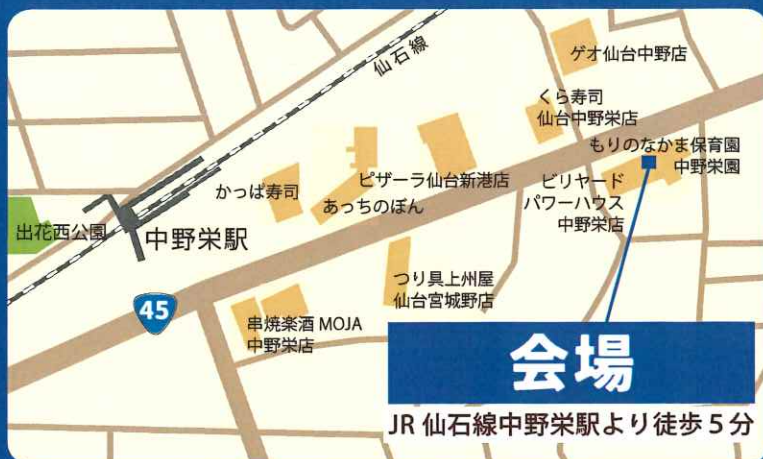 仙石線
ゲオ仙台中野店
くら寿司
仙台中野栄店
もりのなかま保育園
中野栄園
かっぱ寿司
ピザーラ仙台新港店
あっちのぼん
ビリヤード
パワーハウス
中野栄店
出花西公園
中野栄駅
45
つり具上州屋
仙台宮城野店
串焼楽酒 MOJA
中野栄店
会場
JR 仙石線中野栄駅より徒歩5分